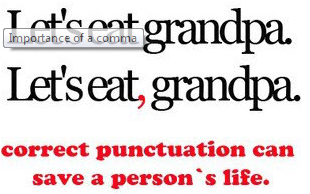 Let's eat grandpa.
Importance of a comma
Let's eat, grandpa.
correct punctuation can
save a person`s life.